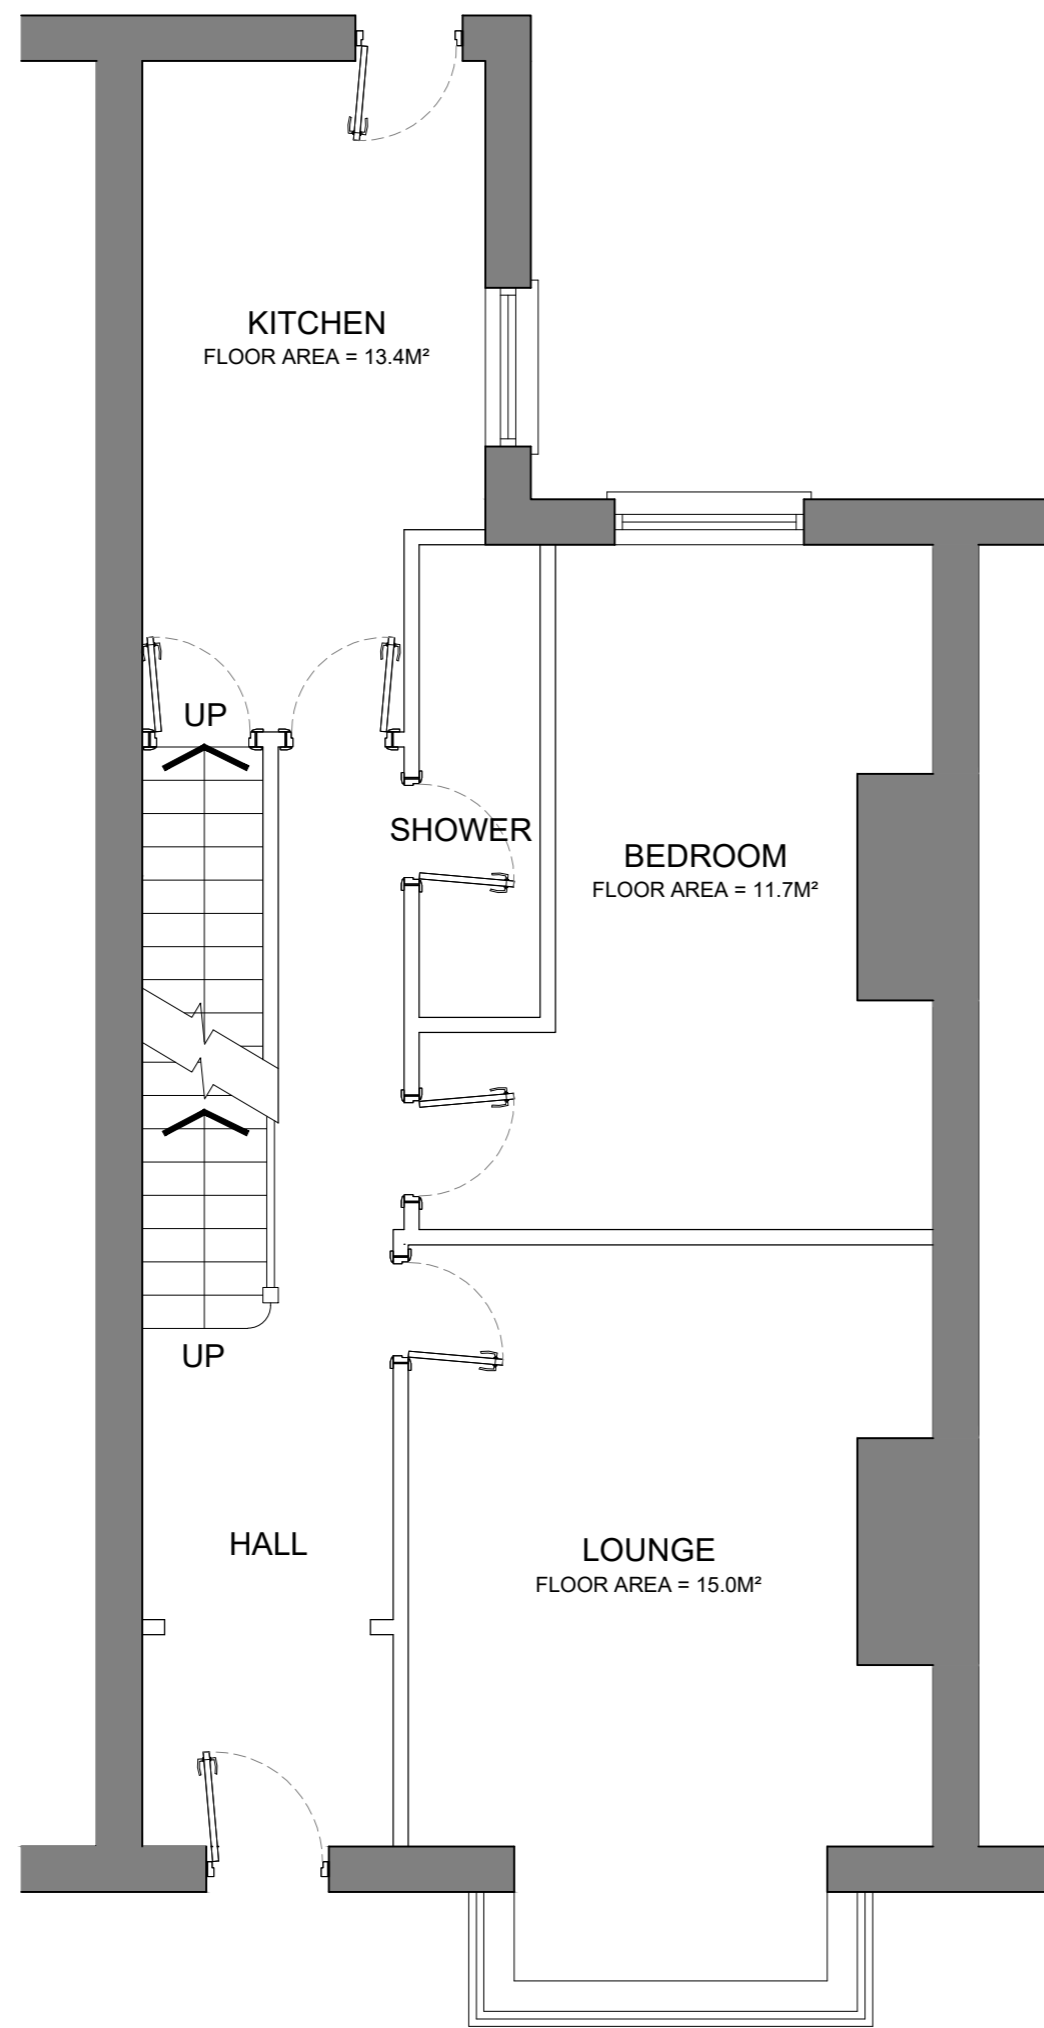 KITCHEN
FLOOR AREA = 13.4M²
UP
SHOWER
BEDROOM
FLOOR AREA = 11.7M²
UP
HALL
LOUNGE
FLOOR AREA = 15.0M²